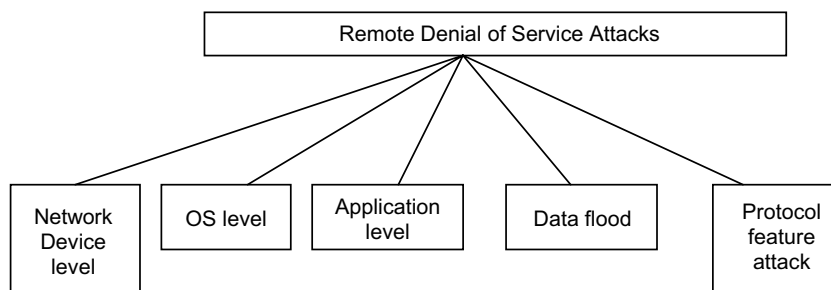 Remote Denial of Service Attacks
Network
Device
level
OS level
Application
level
Data flood
Protocol
feature
attack